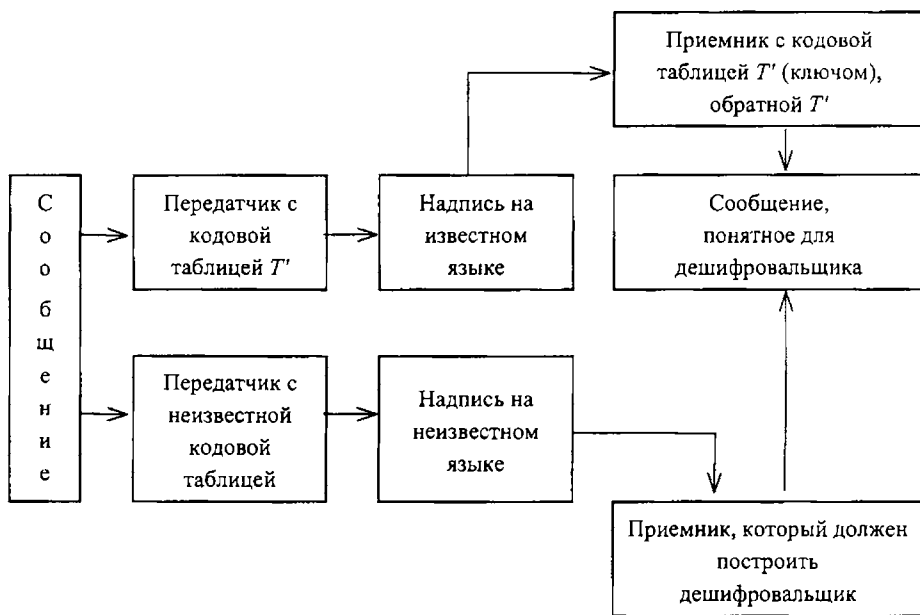 Приемник с кодовой
таблицей T' (ключом),
обратной T'
С
о
о
б
щ
е
н
и
е
Передатчик с
кодовой
таблицей T'
Надпись на
известном
языке
Сообщение,
понятное для
дешифровальщика
Передатчик с
неизвестной
кодовой
таблицей
Надпись на
неизвестном
языке
Приемник, который должен
построить
дешифровальщик